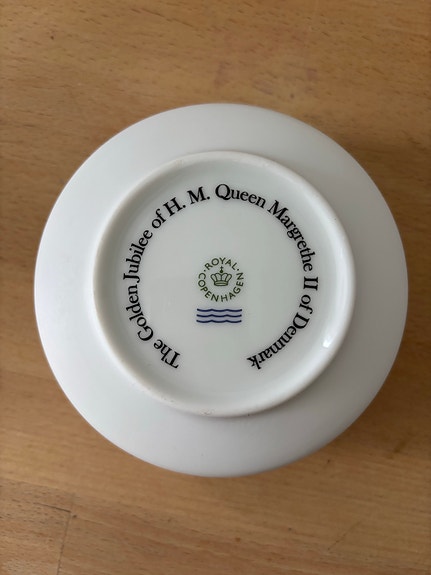 The Golden Jubilee of H. M. Queen Margrethe II of Denmark
ROYAL
COPENHAGEN